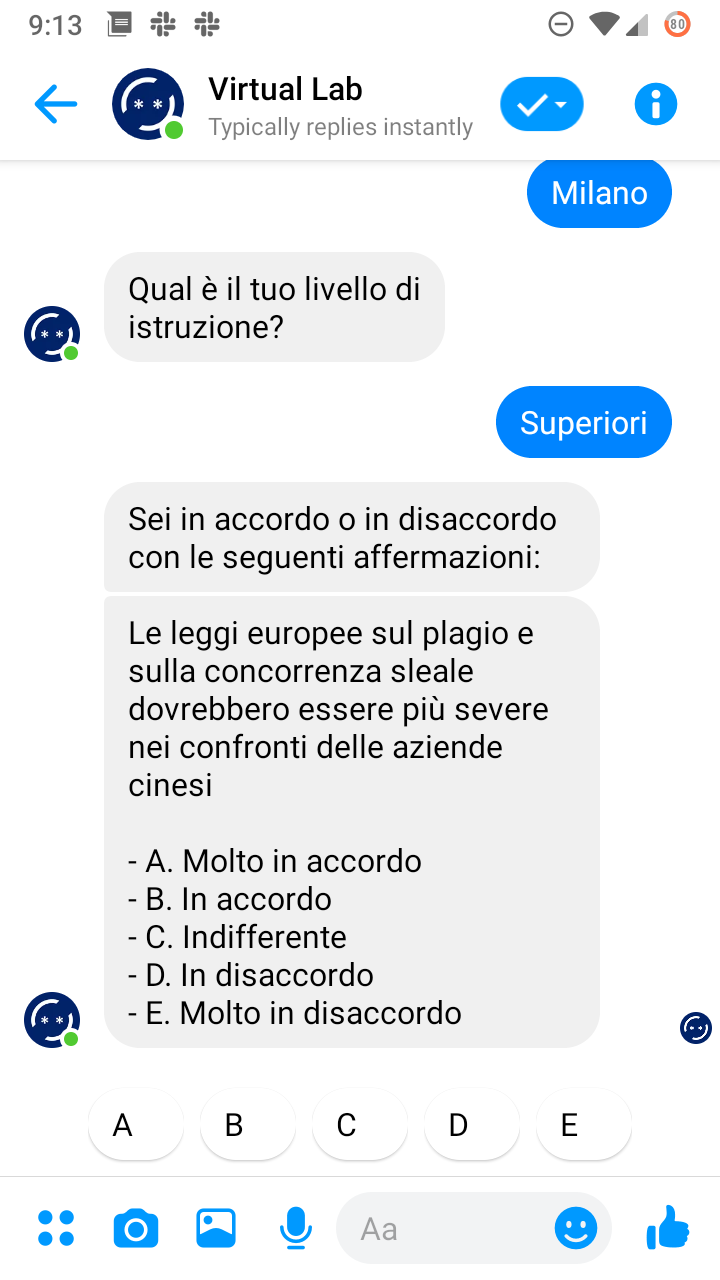 9:13
80
Virtual Lab
Typically replies instantly
Milano
Qual è il tuo livello di
istruzione?
Superiori
Sei in accordo o in disaccordo
con le seguenti affermazioni:
Le leggi europee sul plagio e
sulla concorrenza sleale
dovrebbero essere più severe
nei confronti delle aziende
cinesi
- A. Molto in accordo
- B. In accordo
- C. Indifferente
- D. In disaccordo
- E. Molto in disaccordo
A B C D E
Aa